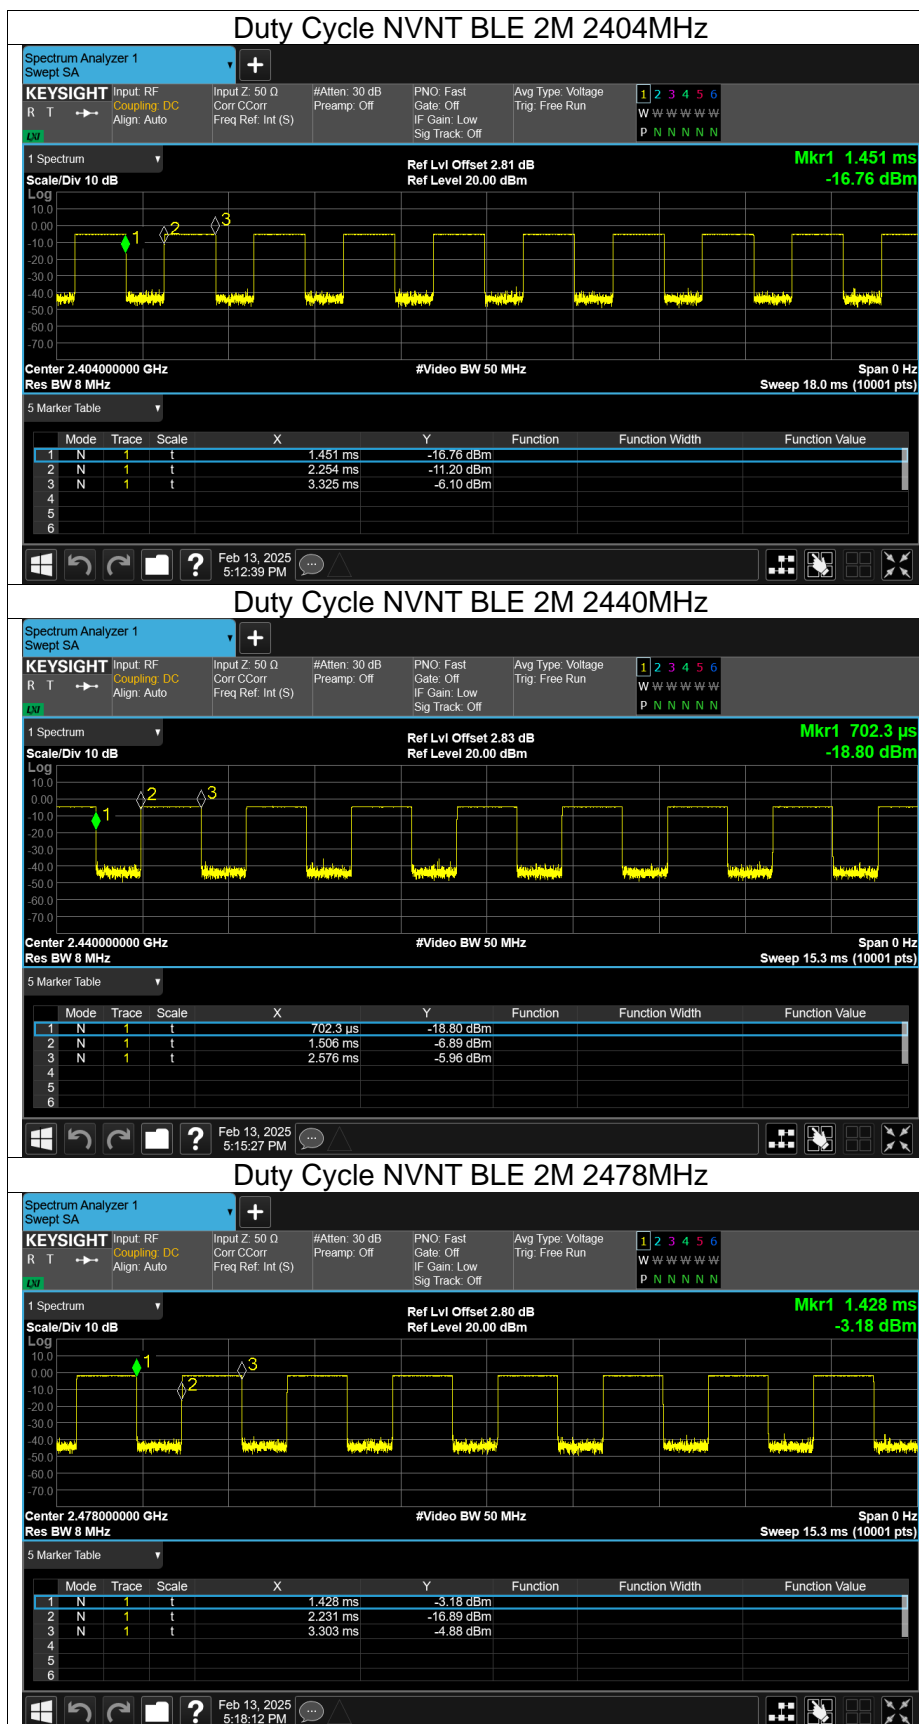 Duty Cycle NVNT BLE 2M 2404MHz
Spectrum Analyzer 1
Swept SA
+
KEYSIGHT Input: RF Input Z: 50 Ω #Atten: 30 dB PNO: Fast Avg Type: Voltage 1 2 3 4 5 6
R T Coupling: DC Corr CCorr Preamp: Off Gate: Off Trig: Free Run W W W W W W
Align: Auto Freq Ref: Int (S) IF Gain: Low
LXI Sig Track: Off P N N N N N
1 Spectrum Ref Lvl Offset 2.81 dB Mkr1 1.451 ms
Scale/Div 10 dB Ref Level 20.00 dBm -16.76 dBm
Log
10.0
0.00
-10.0
-20.0
-30.0
-40.0
-50.0
-60.0
-70.0
1 2 3
Center 2.404000000 GHz #Video BW 50 MHz Span 0 Hz
Res BW 8 MHz Sweep 18.0 ms (10001 pts)
5 Marker Table
Mode Trace Scale X Y Function Function Width Function Value
1 N 1 t 1.451 ms -16.76 dBm
2 N 1 t 2.254 ms -11.20 dBm
3 N 1 t 3.325 ms -6.10 dBm
4
5
6
? Feb 13, 2025
5:12:39 PM
Duty Cycle NVNT BLE 2M 2440MHz
Spectrum Analyzer 1
Swept SA
+
KEYSIGHT Input: RF Input Z: 50 Ω #Atten: 30 dB PNO: Fast Avg Type: Voltage 1 2 3 4 5 6
R T Coupling: DC Corr CCorr Preamp: Off Gate: Off Trig: Free Run W W W W W W
Align: Auto Freq Ref: Int (S) IF Gain: Low
LXI Sig Track: Off P N N N N N
1 Spectrum Ref Lvl Offset 2.83 dB Mkr1 702.3 µs
Scale/Div 10 dB Ref Level 20.00 dBm -18.80 dBm
Log
10.0
0.00
-10.0
-20.0
-30.0
-40.0
-50.0
-60.0
-70.0
1 2 3
Center 2.440000000 GHz #Video BW 50 MHz Span 0 Hz
Res BW 8 MHz Sweep 15.3 ms (10001 pts)
5 Marker Table
Mode Trace Scale X Y Function Function Width Function Value
1 N 1 t 702.3 µs -18.80 dBm
2 N 1 t 1.506 ms -6.89 dBm
3 N 1 t 2.576 ms -5.96 dBm
4
5
6
? Feb 13, 2025
5:15:27 PM
Duty Cycle NVNT BLE 2M 2478MHz
Spectrum Analyzer 1
Swept SA
+
KEYSIGHT Input: RF Input Z: 50 Ω #Atten: 30 dB PNO: Fast Avg Type: Voltage 1 2 3 4 5 6
R T Coupling: DC Corr CCorr Preamp: Off Gate: Off Trig: Free Run W W W W W W
Align: Auto Freq Ref: Int (S) IF Gain: Low
LXI Sig Track: Off P N N N N N
1 Spectrum Ref Lvl Offset 2.80 dB Mkr1 1.428 ms
Scale/Div 10 dB Ref Level 20.00 dBm -3.18 dBm
Log
10.0
0.00
-10.0
-20.0
-30.0
-40.0
-50.0
-60.0
-70.0
1 2 3
Center 2.478000000 GHz #Video BW 50 MHz Span 0 Hz
Res BW 8 MHz Sweep 15.3 ms (10001 pts)
5 Marker Table
Mode Trace Scale X Y Function Function Width Function Value
1 N 1 t 1.428 ms -3.18 dBm
2 N 1 t 2.231 ms -16.89 dBm
3 N 1 t 3.303 ms -4.88 dBm
4
5
6
? Feb 13, 2025
5:18:12 PM